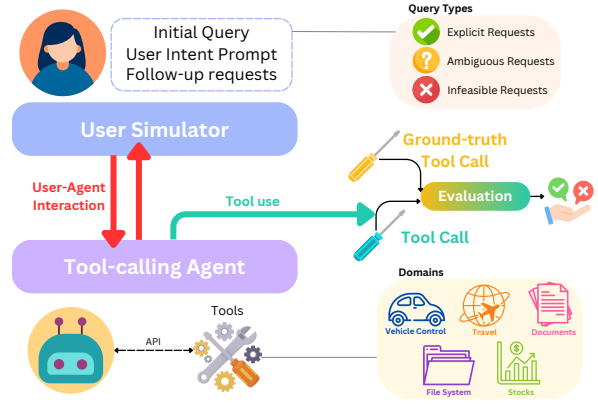 Initial Query
User Intent Prompt
Follow-up requests
Query Types
Explicit Requests
Ambiguous Requests
Infeasible Requests
User Simulator
User-Agent
Interaction
Tool use
Ground-truth
Tool Call
Evaluation
Tool Call
Tool-calling Agent
API
Tools
Domains
Vehicle Control
Travel
Documents
File System
Stocks